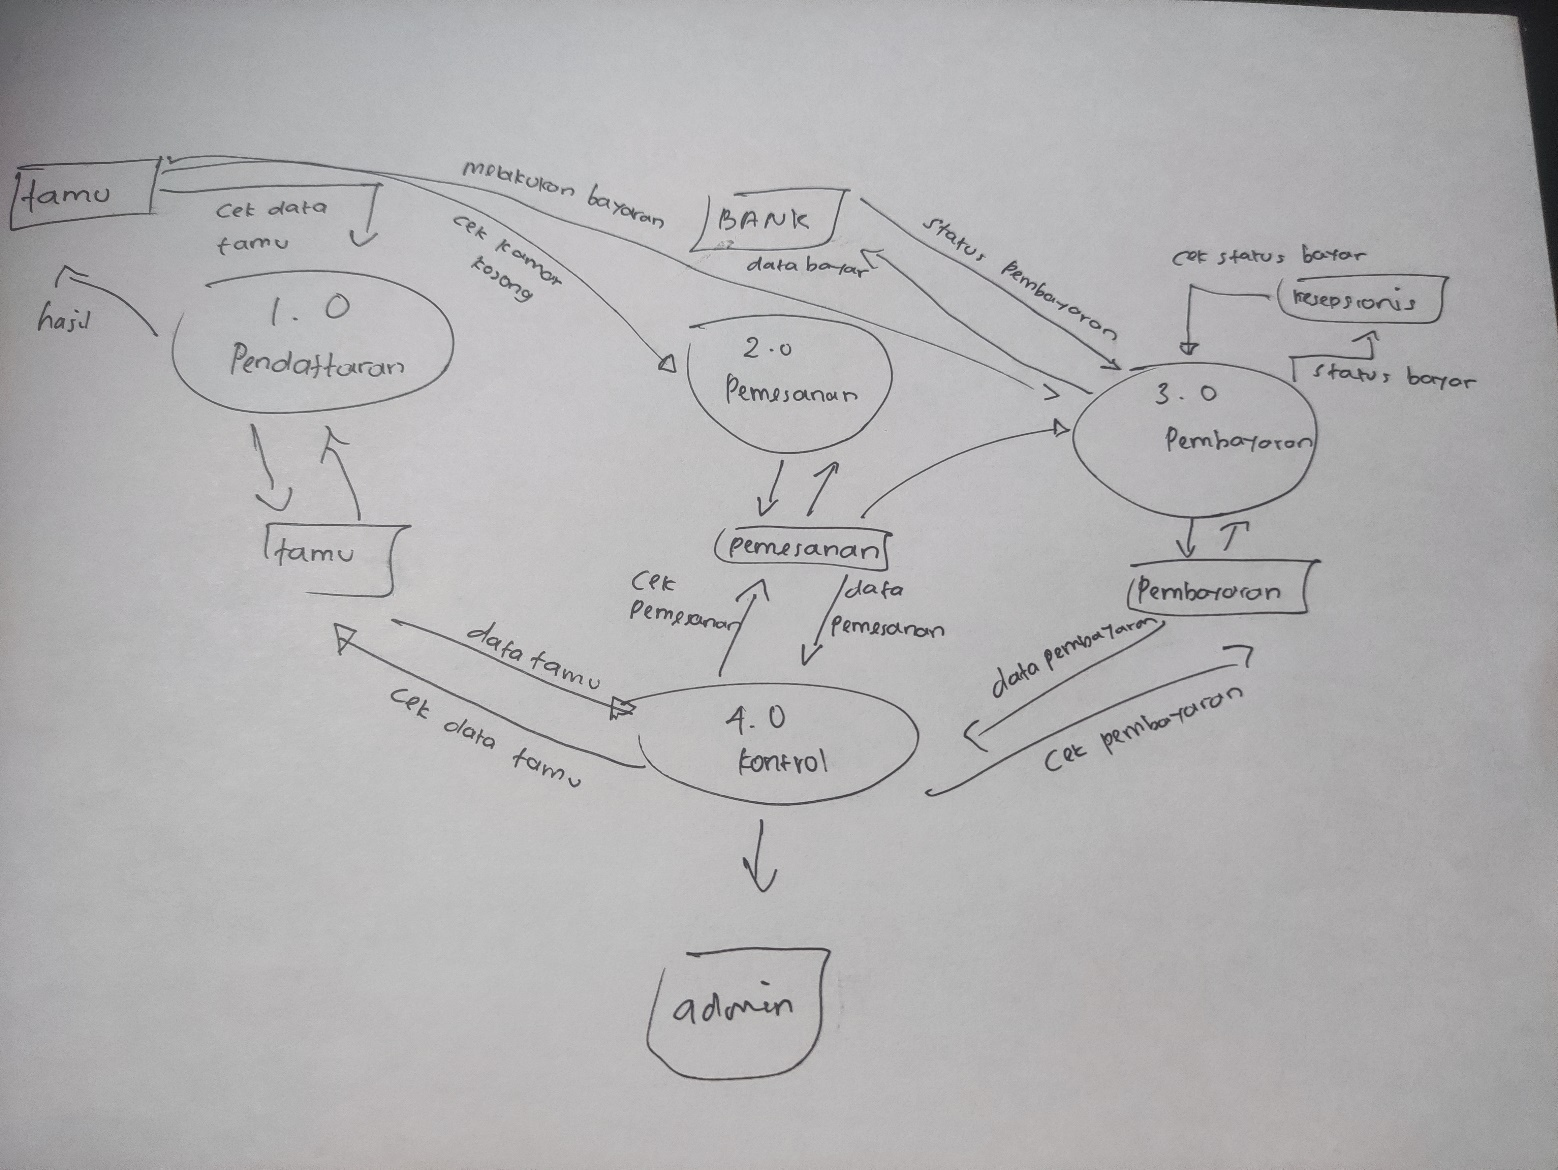 tamu
cek data
tamu
hasil
1.0
Pendaftaran
tamu
melakukan bayaran
cek kamar
kosong
BANK
data bayar
status pembayaran
cek status bayar
resepsionis
status bayar
2.0
Pemesanan
3.0
Pembayaran
pemesanan
Pembayaran
cek
pemesanan
data
pemesanan
data tamu
cek data tamu
data pembayaran
cek pembayaran
4.0
kontrol
admin